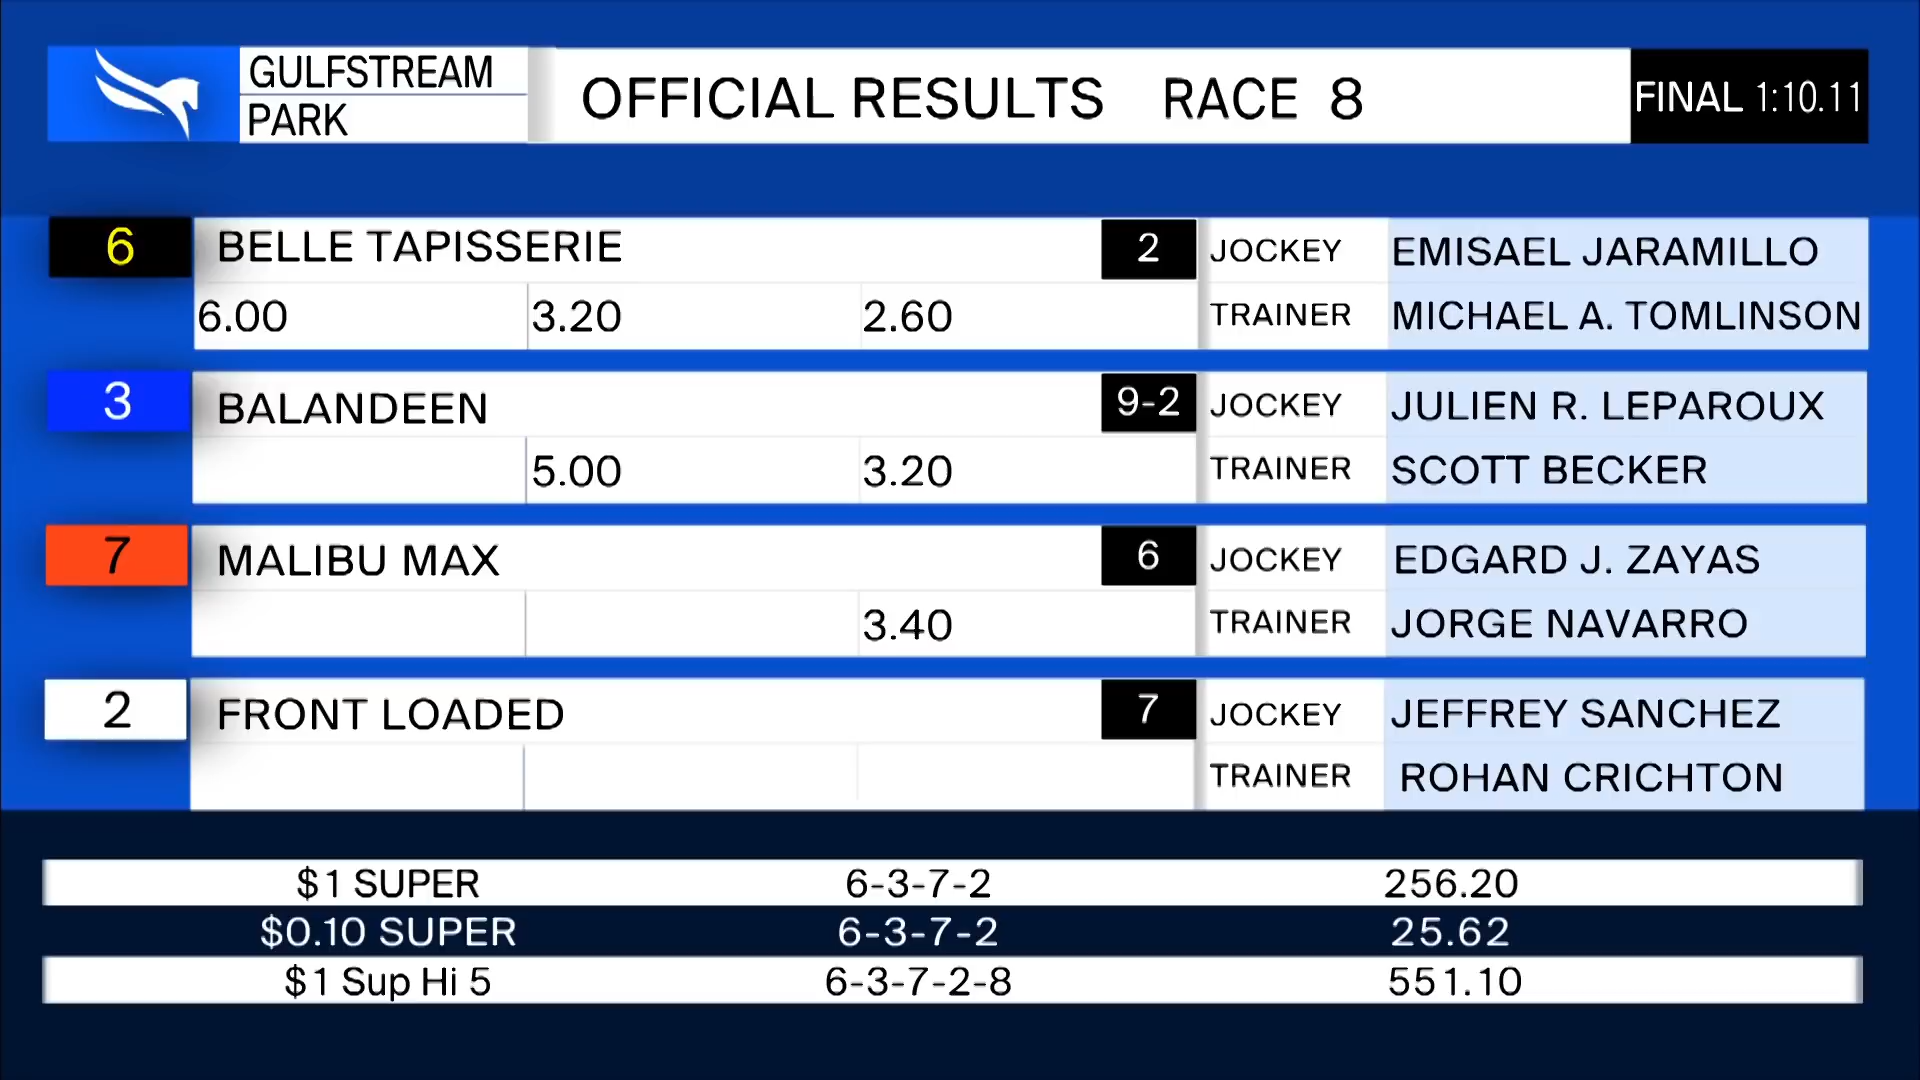 GULFSTREAM
PARK
OFFICIAL RESULTS RACE 8
FINAL 1:10.11
6 BELLE TAPISSERIE 2 JOCKEY EMISAEL JARAMILLO
6.00 3.20 2.60 TRAINER MICHAEL A. TOMLINSON
3 BALANDEEN 9-2 JOCKEY JULIEN R. LEPAROUX
5.00 3.20 TRAINER SCOTT BECKER
7 MALIBU MAX 6 JOCKEY EDGARD J. ZAYAS
3.40 TRAINER JORGE NAVARRO
2 FRONT LOADED 7 JOCKEY JEFFREY SANCHEZ
TRAINER ROHAN CRICHTON
$1 SUPER 6-3-7-2 256.20
$0.10 SUPER 6-3-7-2 25.62
$1 Sup Hi 5 6-3-7-2-8 551.10